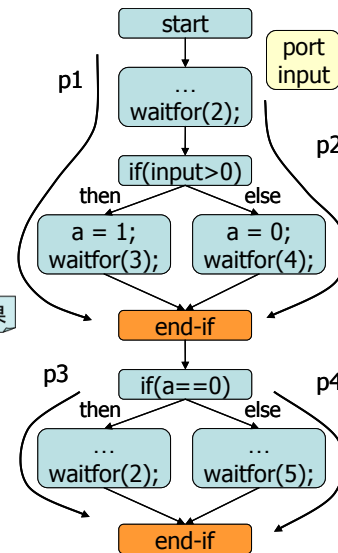 start
port
input
p1
…
waitfor(2);
p2
if(input>0)
then
else
a = 1;
waitfor(3);
a = 0;
waitfor(4);
果
end-if
p3
if(a==0)
p4
then
else
…
waitfor(2);
…
waitfor(5);
end-if